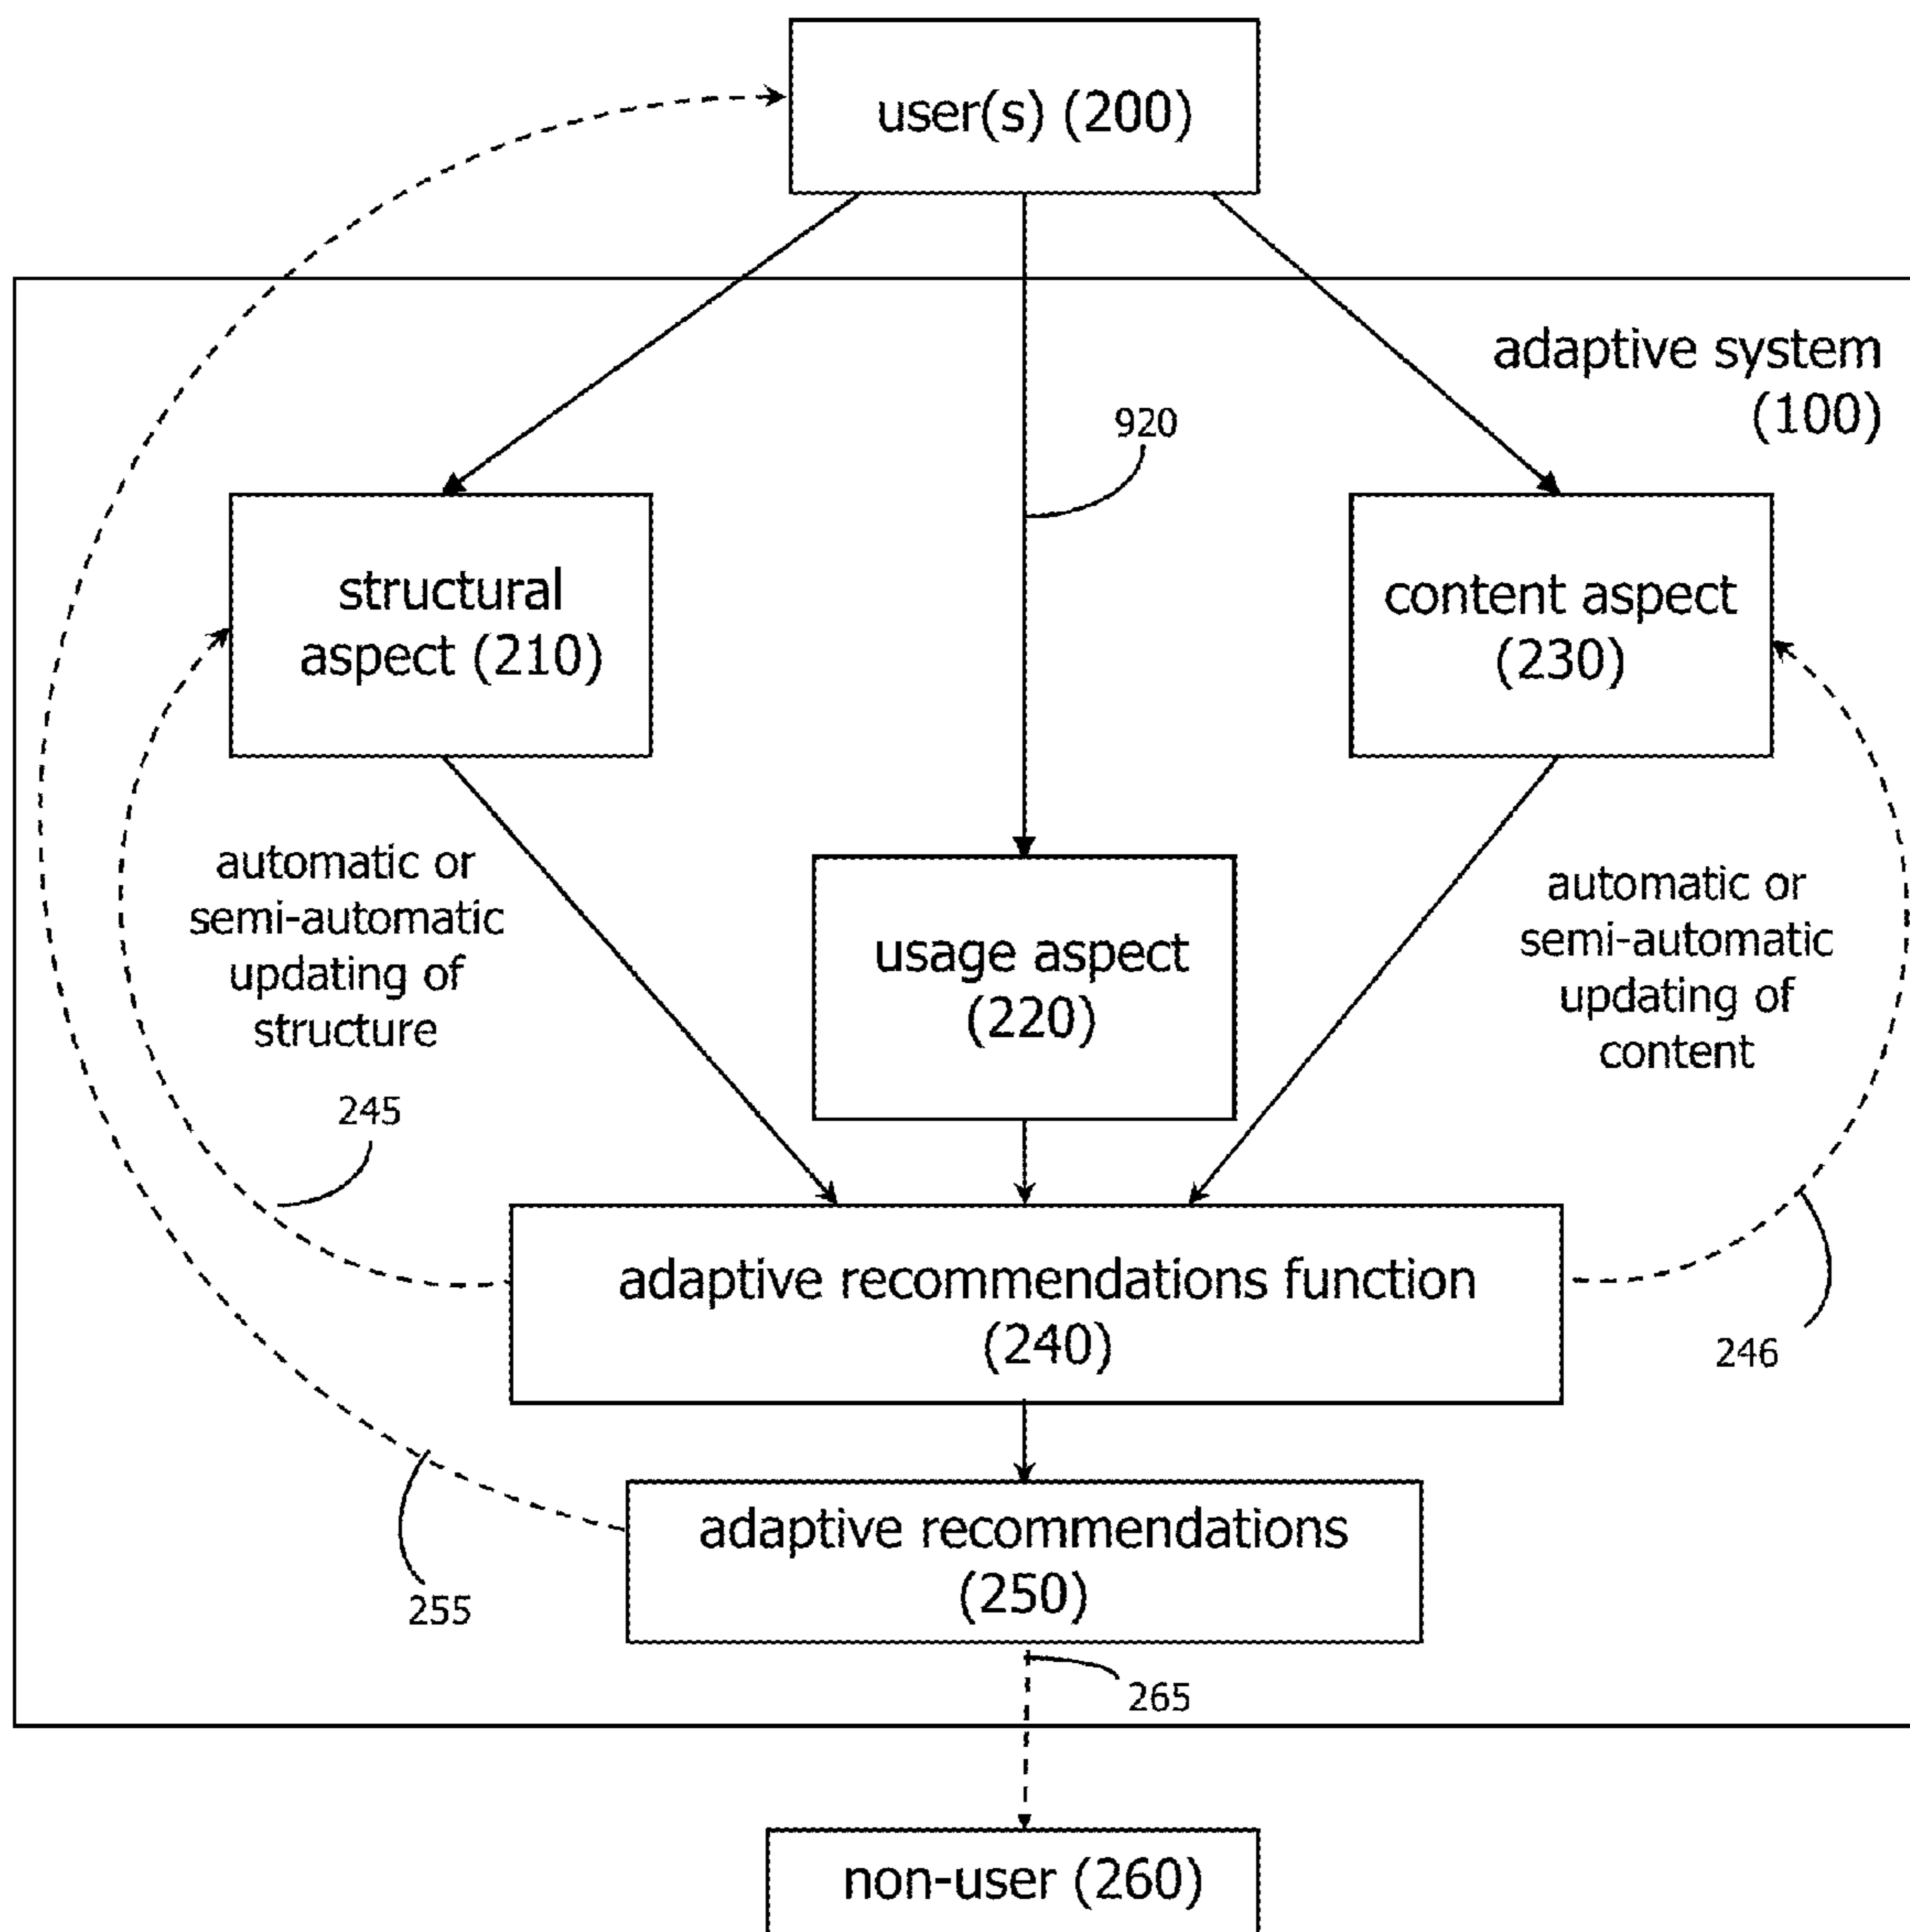 user(s) (200)
adaptive system
(100)
920
structural
aspect (210)
content aspect
(230)
automatic or
semi-automatic
updating of
structure
usage aspect
(220)
automatic or
semi-automatic
updating of
content
245
adaptive recommendations function
(240)
246
adaptive recommendations
(250)
255
265
non-user (260)